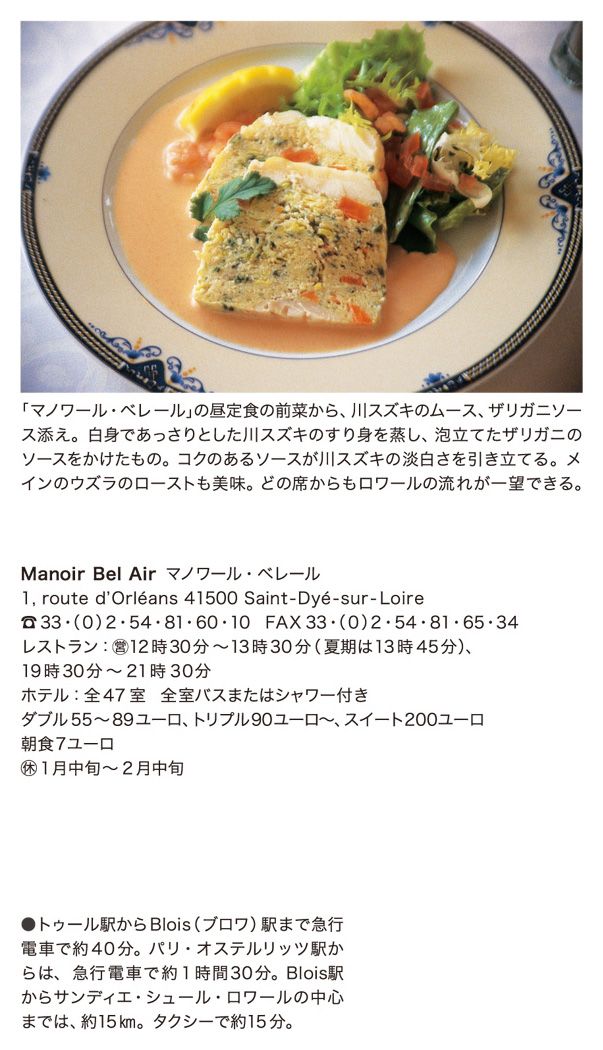 「マノワール・ベレール」の昼定食の前菜から、川スズキのムース、ザリガニソー
ス添え。白身であっさりとした川スズキのすり身を蒸し、泡立てたザリガニの
ソースをかけたもの。コクのあるソースが川スズキの淡白さを引き立てる。メ
インのウズラのローストも美味。どの席からもロワールの流れが一望できる。
Manoir Bel Air マノワール・ベレール
1, route d'Orléans 41500 Saint-Dyé-sur-Loire
☎33・(0)2・54・81・60・10 FAX 33・(0)2・54・81・65・34
レストラン：㊡12時30分～13時30分(夏期は13時45分)、
19時30分～21時30分
ホテル：全47室 全室バスまたはシャワー付き
ダブル55～89ユーロ、トリプル90ユーロ～、スイート200ユーロ
朝食7ユーロ
㊡1月中旬～2月中旬
●トゥール駅からBlois（ブロワ）駅まで急行
電車で約40分。パリ・オステルリッツ駅か
らは、急行電車で約1時間30分。Blois駅
からサンディエ・シュール・ロワールの中心
までは、約15㎞。タクシーで約15分。